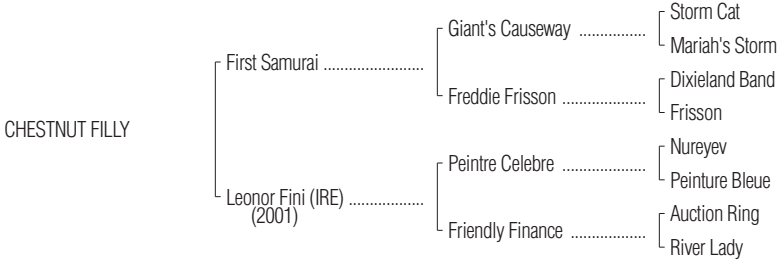 Storm Cat
Giant's Causeway ..................
Mariah's Storm
First Samurai ........................
Dixieland Band
Freddie Frisson .....................
Frisson
CHESTNUT FILLY
Nureyev
Peintre Celebre .....................
Peinture Bleue
Leonor Fini (IRE) ..................
(2001)
Auction Ring
Friendly Finance ...................
River Lady